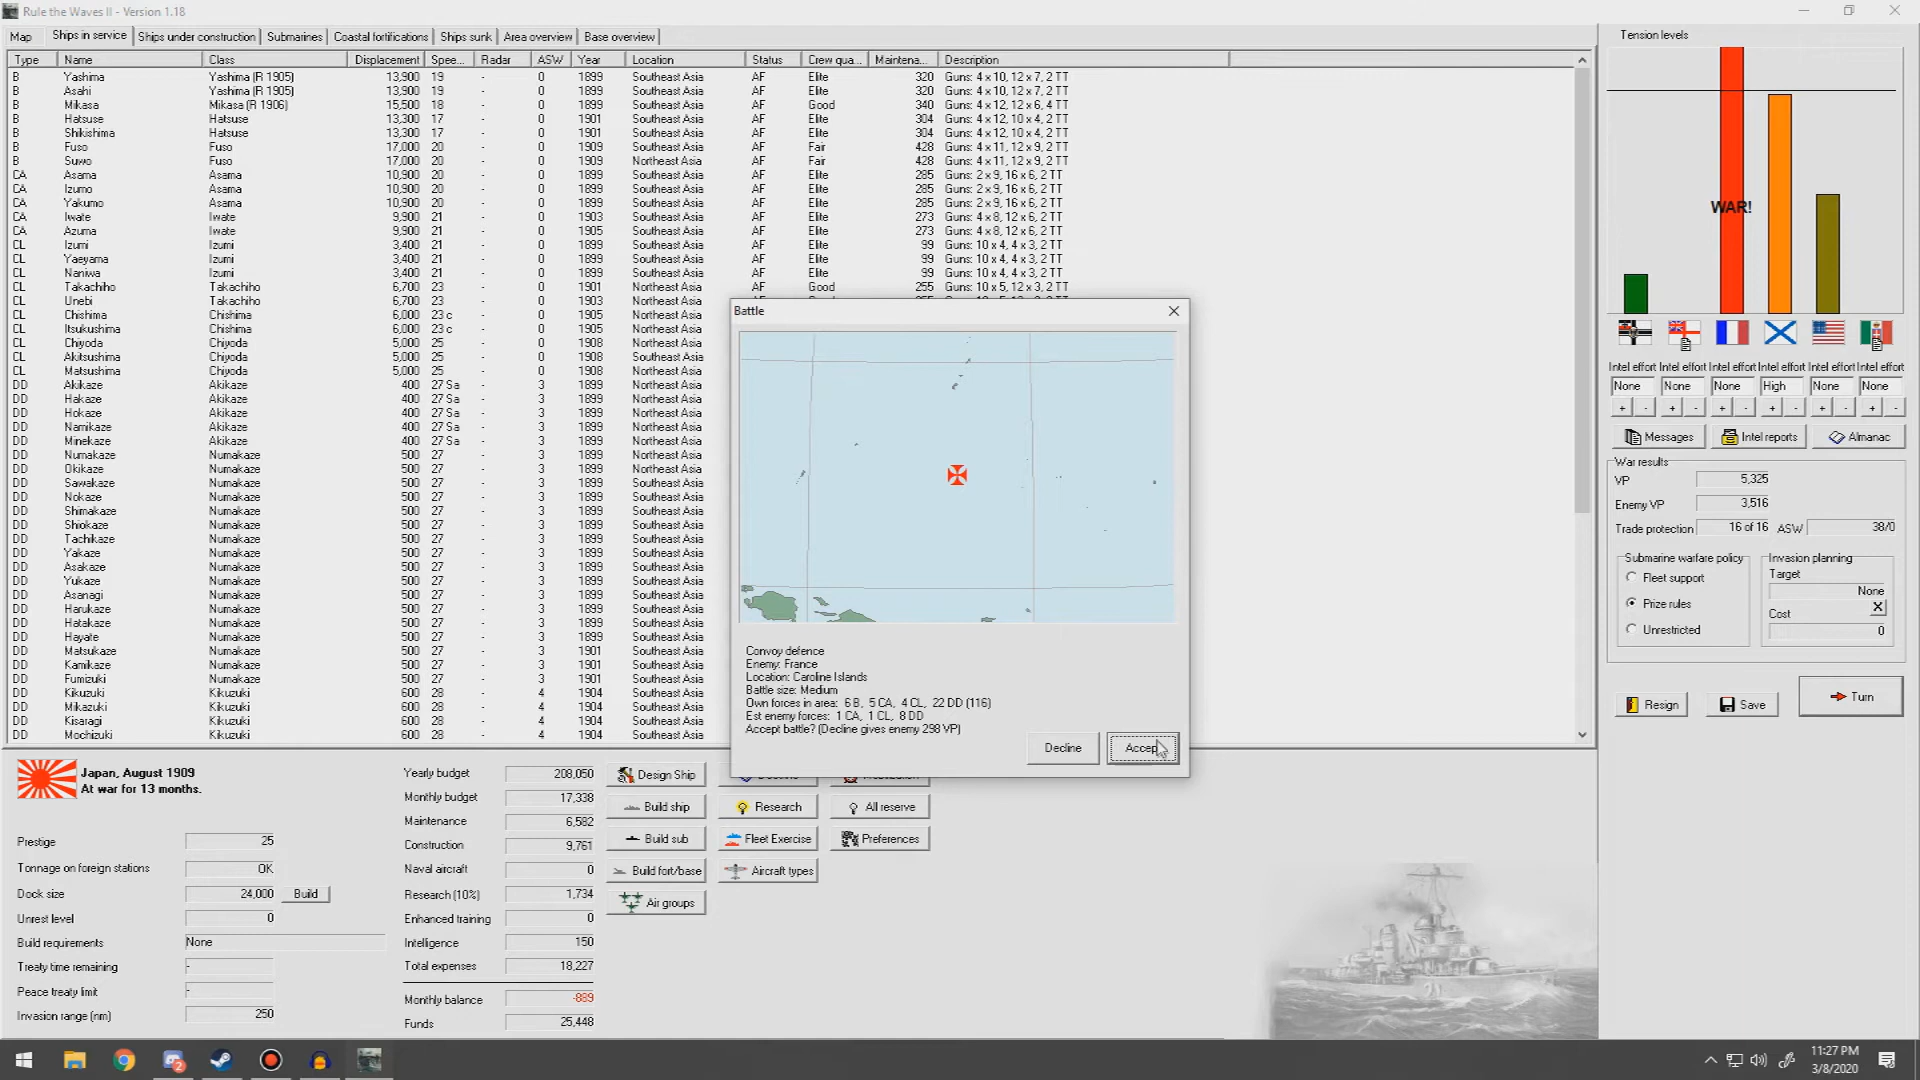 Rule the Waves II - Version 1.18
Map Ships in service Ships under construction Submarines Coastal fortifications Ships sunk Area overview Base overview
Type Name Class Displacement Spee... Radar ASW Year Location Status Crew qua... Maintena... Description
B Yashima Yashima (R 1905) 13,900 19 - 0 1899 Southeast Asia AF Elite 320 Guns: 4 x 10, 12 x 7, 2 TT
B Asahi Yashima (R 1905) 13,900 19 - 0 1899 Southeast Asia AF Elite 320 Guns: 4 x 10, 12 x 7, 2 TT
B Mikasa Mikasa (R 1906) 15,500 18 - 0 1899 Southeast Asia AF Good 340 Guns: 4 x 12, 12 x 6, 4 TT
B Hatsuse Hatsuse 13,300 17 - 0 1901 Southeast Asia AF Elite 304 Guns: 4 x 12, 10 x 4, 2 TT
B Shikishima Hatsuse 13,300 17 - 0 1901 Southeast Asia AF Elite 304 Guns: 4 x 12, 10 x 4, 2 TT
B Fuso Fuso 17,000 20 - 0 1909 Southeast Asia AF Fair 428 Guns: 4 x 11, 12 x 9, 2 TT
B Suwo Fuso 17,000 20 - 0 1909 Northeast Asia AF Fair 428 Guns: 4 x 11, 12 x 9, 2 TT
CA Asama Asama 10,900 20 - 0 1899 Southeast Asia AF Elite 285 Guns: 2 x 9, 16 x 6, 2 TT
CA Izumo Asama 10,900 20 - 0 1899 Southeast Asia AF Elite 285 Guns: 2 x 9, 16 x 6, 2 TT
CA Yakumo Asama 10,900 20 - 0 1899 Southeast Asia AF Elite 285 Guns: 2 x 9, 16 x 6, 2 TT
CA Iwate Iwate 9,900 21 - 0 1903 Southeast Asia AF Elite 273 Guns: 4 x 8, 12 x 6, 2 TT
CA Azuma Iwate 9,900 21 - 0 1905 Southeast Asia AF Elite 273 Guns: 4 x 8, 12 x 6, 2 TT
CL Izumi Izumi 3,400 21 - 0 1899 Southeast Asia AF Elite 99 Guns: 10 x 4, 4 x 3, 2 TT
CL Yaeyama Izumi 3,400 21 - 0 1899 Southeast Asia AF Elite 99 Guns: 10 x 4, 4 x 3, 2 TT
CL Naniwa Izumi 3,400 21 - 0 1899 Southeast Asia AF Elite 99 Guns: 10 x 4, 4 x 3, 2 TT
CL Takachiho Takachiho 6,700 23 - 0 1901 Northeast Asia AF Good 255 Guns: 10 x 5, 12 x 3, 2 TT
CL Unebi Takachiho 6,700 23 - 0 1903 Southeast Asia
CL Chishima Chishima 6,000 23 c - 0 1905 Southeast Asia
CL Itsukushima Chishima 6,000 23 c - 0 1905 Southeast Asia
CL Chiyoda Chiyoda 5,000 25 - 0 1908 Southeast Asia
CL Akitsushima Chiyoda 5,000 25 - 0 1908 Southeast Asia
CL Matsushima Chiyoda 5,000 25 - 0 1908 Southeast Asia
DD Akikaze Akikaze 400 27 Sa - 3 1899 Northeast Asia
DD Hakaze Akikaze 400 27 Sa - 3 1899 Northeast Asia
DD Hokaze Akikaze 400 27 Sa - 3 1899 Northeast Asia
DD Namikaze Akikaze 400 27 Sa - 3 1899 Northeast Asia
DD Minekaze Akikaze 400 27 Sa - 3 1899 Northeast Asia
DD Numakaze Numakaze 500 27 - 3 1899 Northeast Asia
DD Okikaze Numakaze 500 27 - 3 1899 Northeast Asia
DD Sawakaze Numakaze 500 27 - 3 1899 Southeast Asia
DD Nokaze Numakaze 500 27 - 3 1899 Southeast Asia
DD Shimakaze Numakaze 500 27 - 3 1899 Southeast Asia
DD Shiokaze Numakaze 500 27 - 3 1899 Southeast Asia
DD Tachikaze Numakaze 500 27 - 3 1899 Southeast Asia
DD Yakaze Numakaze 500 27 - 3 1899 Southeast Asia
DD Asakaze Numakaze 500 27 - 3 1899 Southeast Asia
DD Yukaze Numakaze 500 27 - 3 1899 Southeast Asia
DD Asanagi Numakaze 500 27 - 3 1899 Southeast Asia
DD Harukaze Numakaze 500 27 - 3 1899 Southeast Asia
DD Hatakaze Numakaze 500 27 - 3 1899 Southeast Asia
DD Hayate Numakaze 500 27 - 3 1899 Southeast Asia
DD Matsukaze Numakaze 500 27 - 3 1901 Southeast Asia
DD Kamikaze Numakaze 500 27 - 3 1901 Southeast Asia
DD Fumizuki Numakaze 500 27 - 3 1901 Southeast Asia
DD Kikuzuki Kikuzuki 600 28 - 4 1904 Southeast Asia
DD Mikazuki Kikuzuki 600 28 - 4 1904 Southeast Asia
DD Kisaragi Kikuzuki 600 28 - 4 1904 Southeast Asia
DD Mochizuki Kikuzuki 600 28 - 4 1904 Southeast Asia
Battle
Convoy defence
Enemy: France
Location: Caroline Islands
Battle size: Medium
Own forces in area: 6 B, 5 CA, 4 CL, 22 DD (116)
Est enemy forces: 1 CA, 1 CL, 8 DD
Accept battle? (Decline gives enemy 298 VP)
Decline Accept
Tension levels
WAR!
Intel effort Intel effort Intel effort Intel effort Intel effort Intel effort
None None None High None None
+ - + - + - + - + - + -
Messages Intel reports Almanac
War results
VP 5,325
Enemy VP 3,516
Trade protection 16 of 16 ASW 38/0
Submarine warfare policy
Fleet support
Prize rules
Unrestricted
Invasion planning
Target
None
Cost X
0
Resign Save Turn
Japan, August 1909
At war for 13 months.
Prestige 25
Tonnage on foreign stations OK
Dock size 24,000 Build
Unrest level 0
Build requirements None
Treaty time remaining -
Peace treaty limit -
Invasion range (nm) 250
Yearly budget 208,050
Monthly budget 17,338
Maintenance 6,582
Construction 9,761
Naval aircraft 0
Research (10%) 1,734
Enhanced training 0
Intelligence 150
Total expenses 18,227
Monthly balance -889
Funds 25,448
Design Ship
Build ship Research All reserve
Build sub Fleet Exercise Preferences
Build fort/base Aircraft types
Air groups
2
11:27 PM
3/8/2020